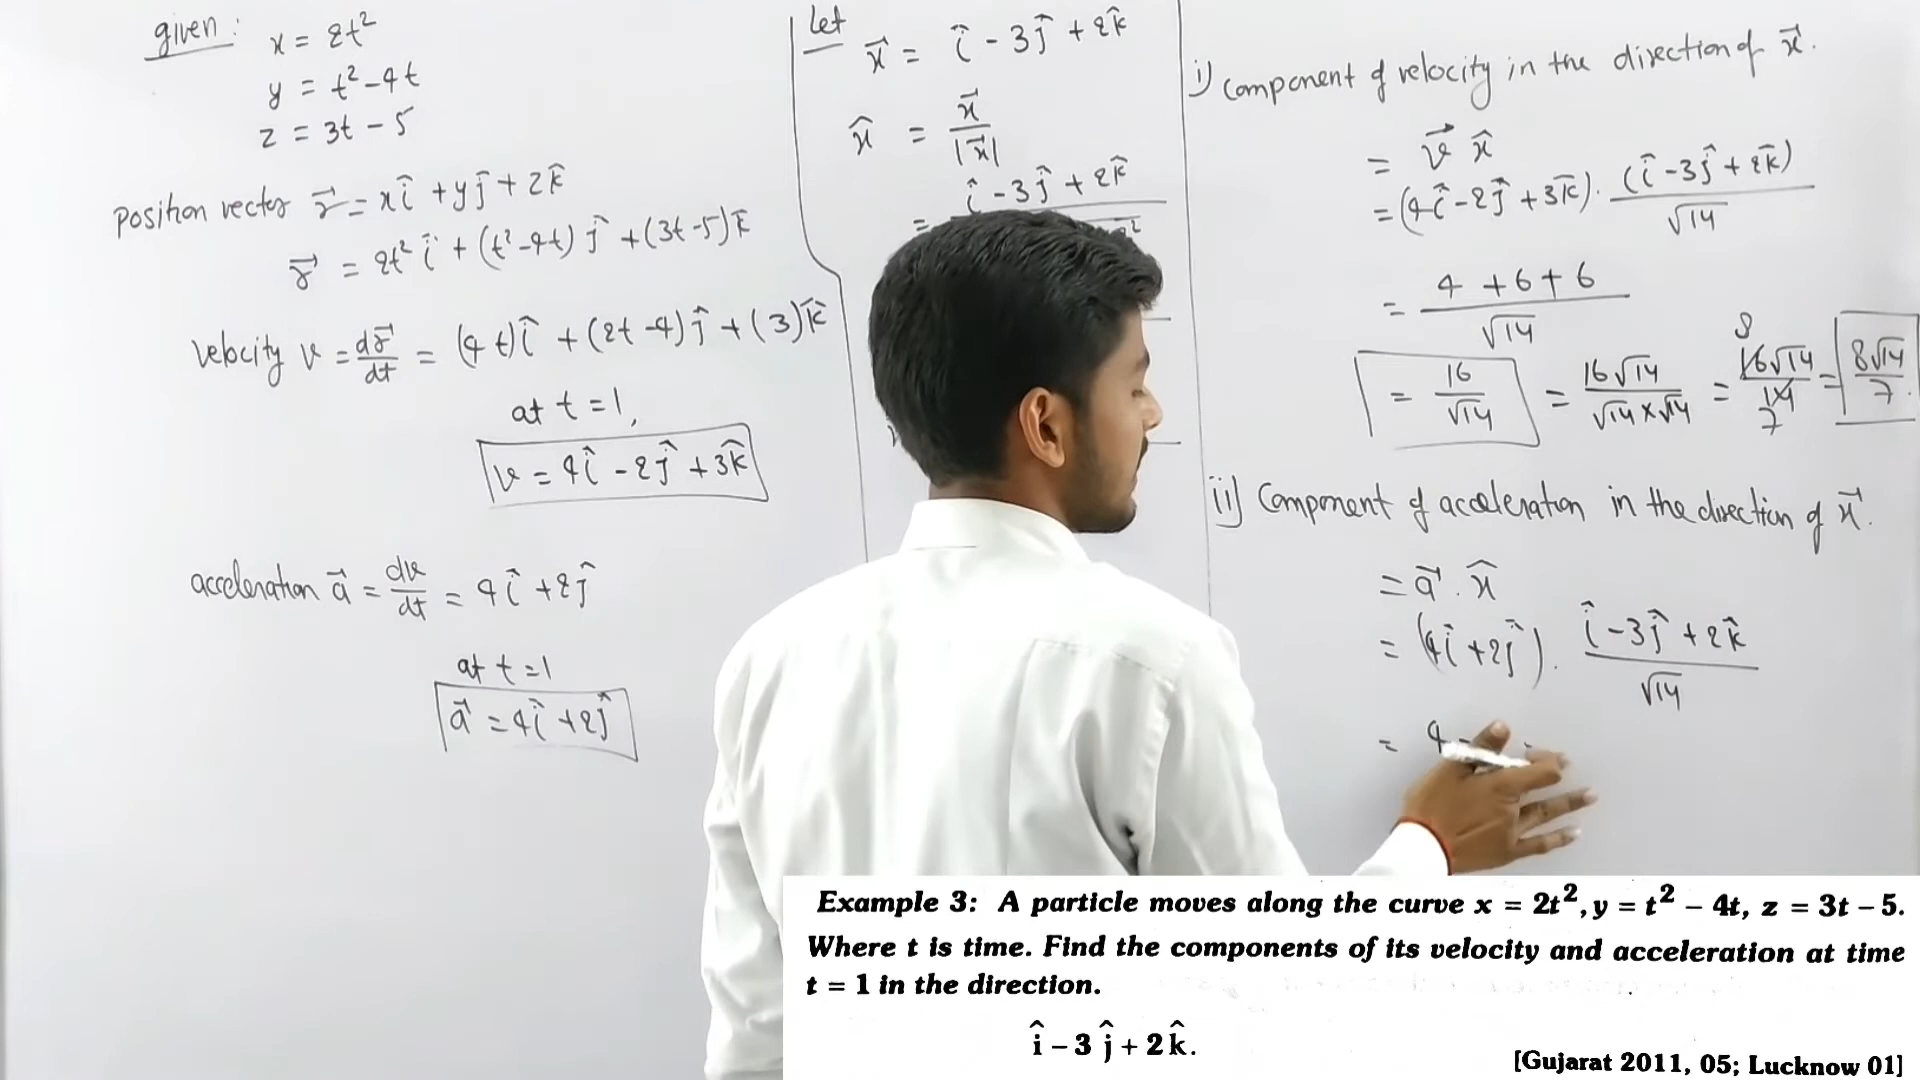 given :
x = 2t²
y = t² - 4t
z = 3t - 5
position vector r⃗ = xî + yĵ + zk̂
r⃗ = 2t² î + (t² - 4t) ĵ + (3t - 5) k̂
velocity v = dr⃗/dt = (4t) î + (2t - 4) ĵ + (3) k̂
at t = 1,
v = 4î - 2ĵ + 3k̂
acceleration a⃗ = dv/dt = 4î + 2ĵ
at t = 1
a⃗ = 4î + 2ĵ
Let
x⃗ = î - 3ĵ + 2k̂
x̂ = x⃗/|x⃗|
= î - 3ĵ + 2k̂
i) Component of velocity in the direction of x⃗.
= v⃗ x̂
= (4î - 2ĵ + 3k̂) . (î - 3ĵ + 2k̂)/√14
= 4 + 6 + 6/√14
= 16/√14 = 16√14/√14×√14 = 8 16√14/14 7 = 8√14/7.
ii) Component of acceleration in the direction of x⃗.
= a⃗ . x̂
= (4î + 2ĵ) . î - 3ĵ + 2k̂/√14
= 4 -
Example 3: A particle moves along the curve x = 2t², y = t² – 4t, z = 3t – 5.
Where t is time. Find the components of its velocity and acceleration at time
t = 1 in the direction.
î – 3 ĵ + 2 k̂.
[Gujarat 2011, 05; Lucknow 01]